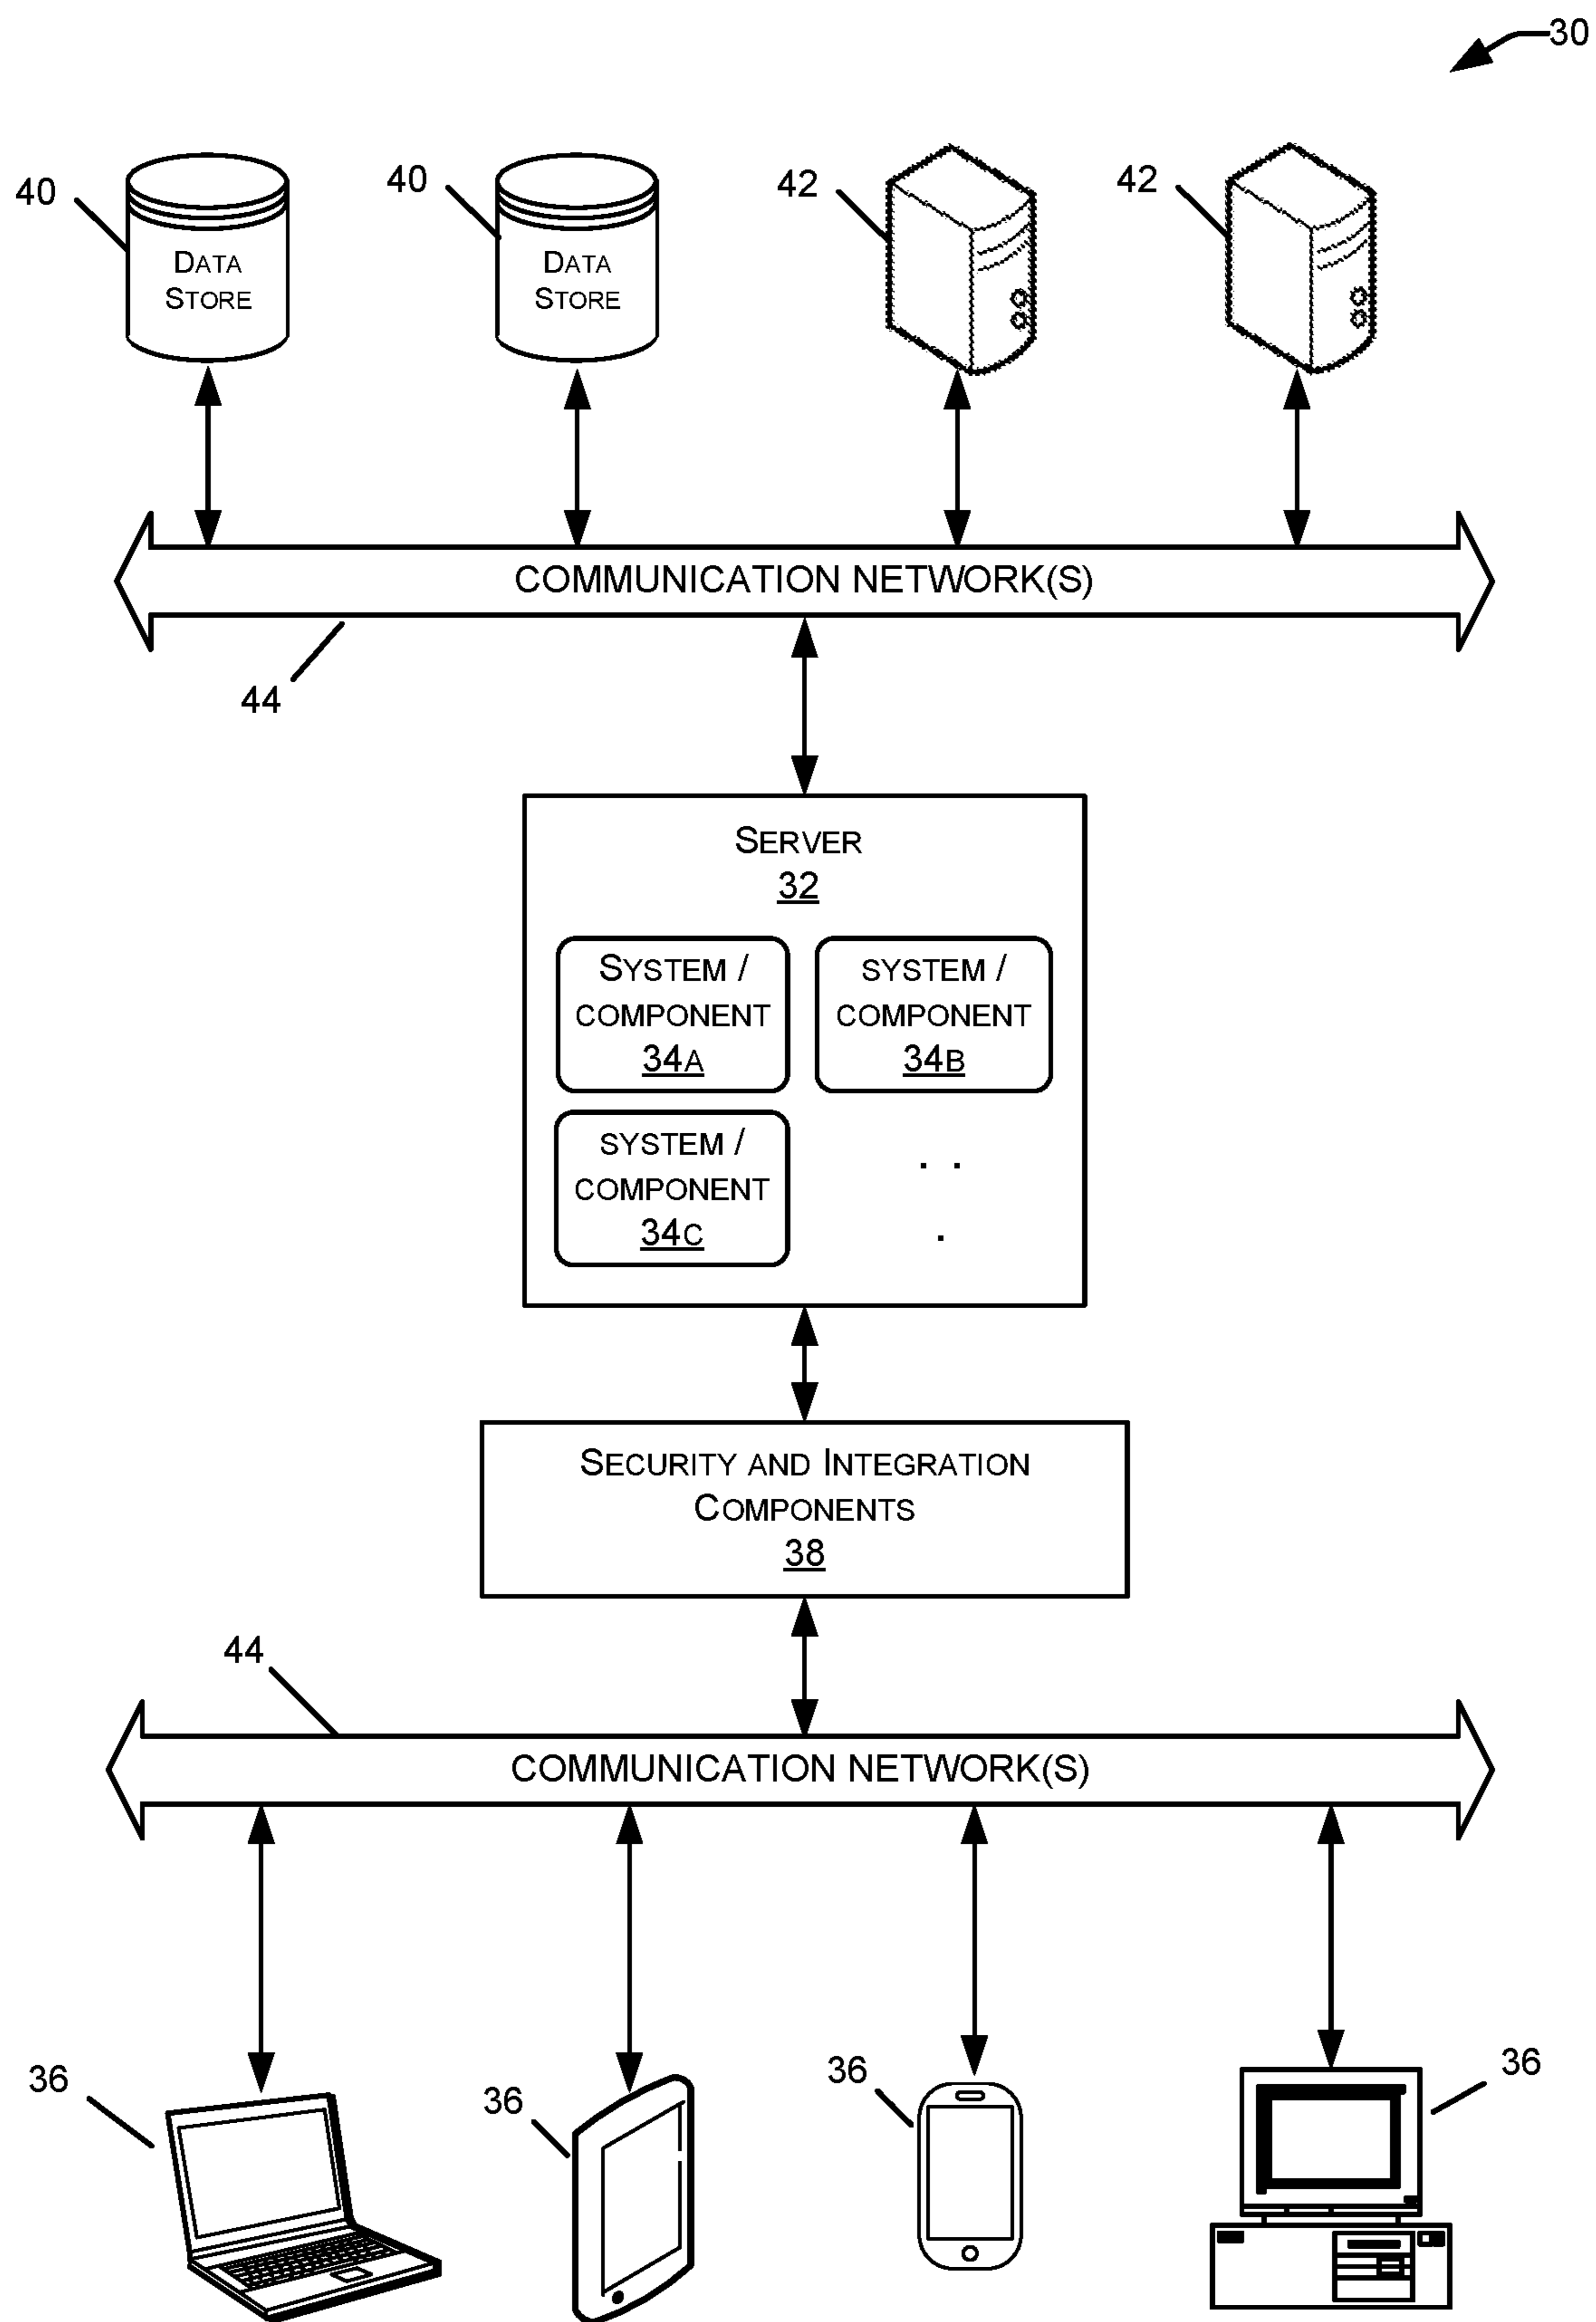 30
40
40
42
42
DATA
STORE
DATA
STORE
COMMUNICATION NETWORK(S)
44
SERVER
32
SYSTEM /
COMPONENT
34A
SYSTEM /
COMPONENT
34B
SYSTEM /
COMPONENT
34C
. .
.
SECURITY AND INTEGRATION
COMPONENTS
38
44
COMMUNICATION NETWORK(S)
36
36
36
36